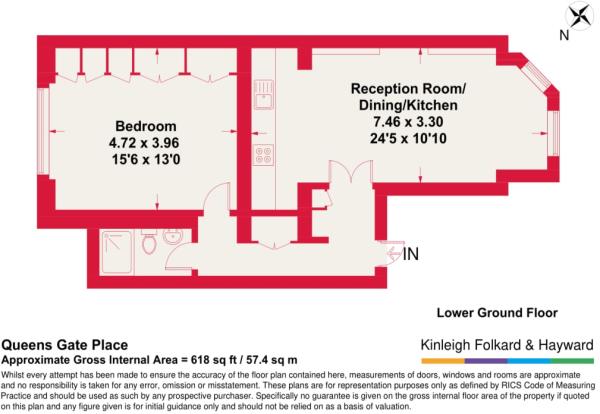 N
Reception Room/
Dining/Kitchen
7.46 x 3.30
24'5 x 10'10
Bedroom
4.72 x 3.96
15'6 x 13'0
IN
Lower Ground Floor
Queens Gate Place
Approximate Gross Internal Area = 618 sq ft / 57.4 sq m
Kinleigh Folkard & Hayward
Whilst every attempt has been made to ensure the accuracy of the floor plan contained here, measurements of doors, windows and rooms are approximate
and no responsibility is taken for any error, omission or misstatement. These plans are for representation purposes only as defined by RICS Code of Measuring
Practice and should be used as such by any prospective purchaser. Specifically no guarantee is given on the gross internal floor area of the property if quoted
on this plan and any figure given is for initial guidance only and should not be relied on as a basis of valuation.